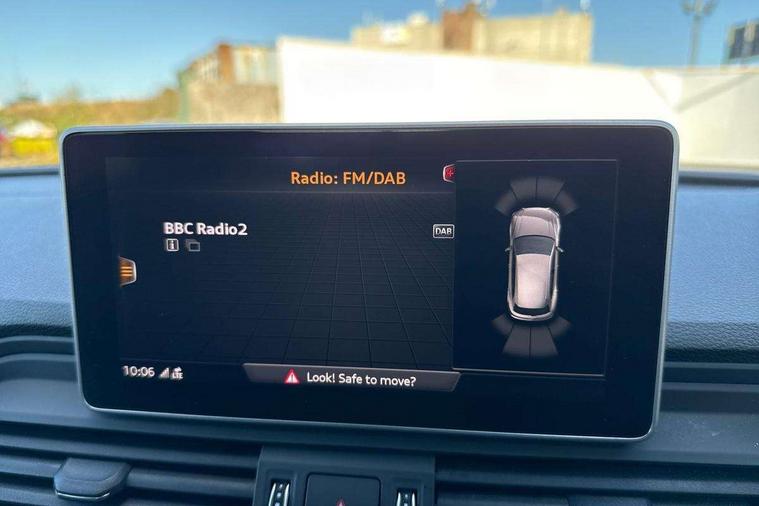 Radio: FM/DAB
BBC Radio2
DAB
10:06
LTE
Look! Safe to move?